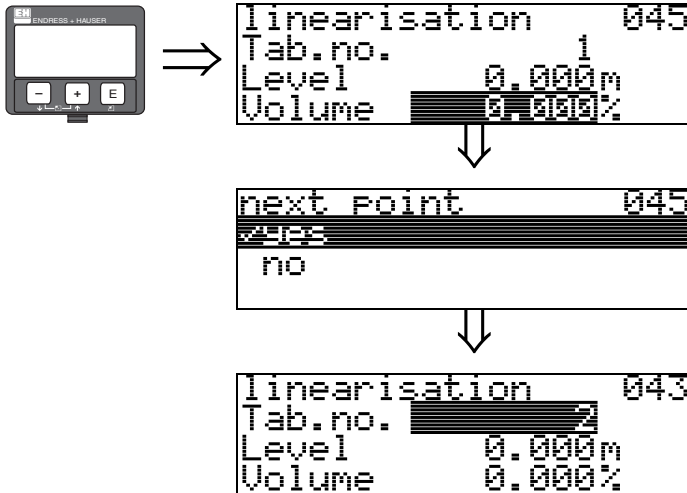 EH ENDRESS + HAUSER
− + E
linearisation 045
Tab.no. 1
Level 0.000m
Volume 0.000%
next point 045
✓yes
no
linearisation 043
Tab.no. 2
Level 0.000m
Volume 0.000%